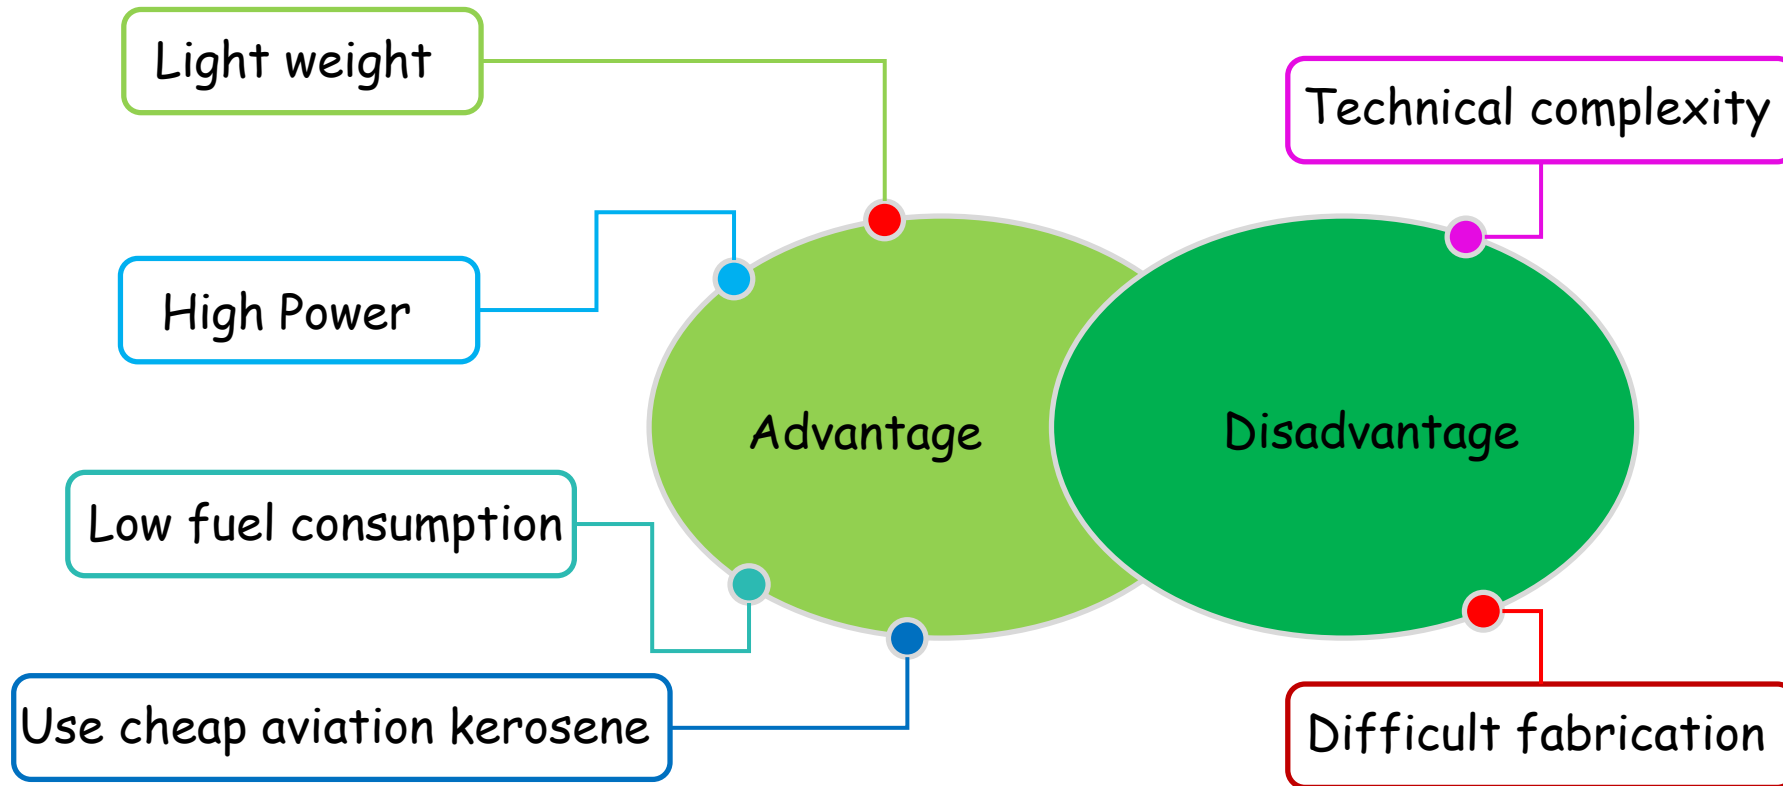 Light weight
Technical complexity
High Power
Advantage
Disadvantage
Low fuel consumption
Use cheap aviation kerosene
Difficult fabrication